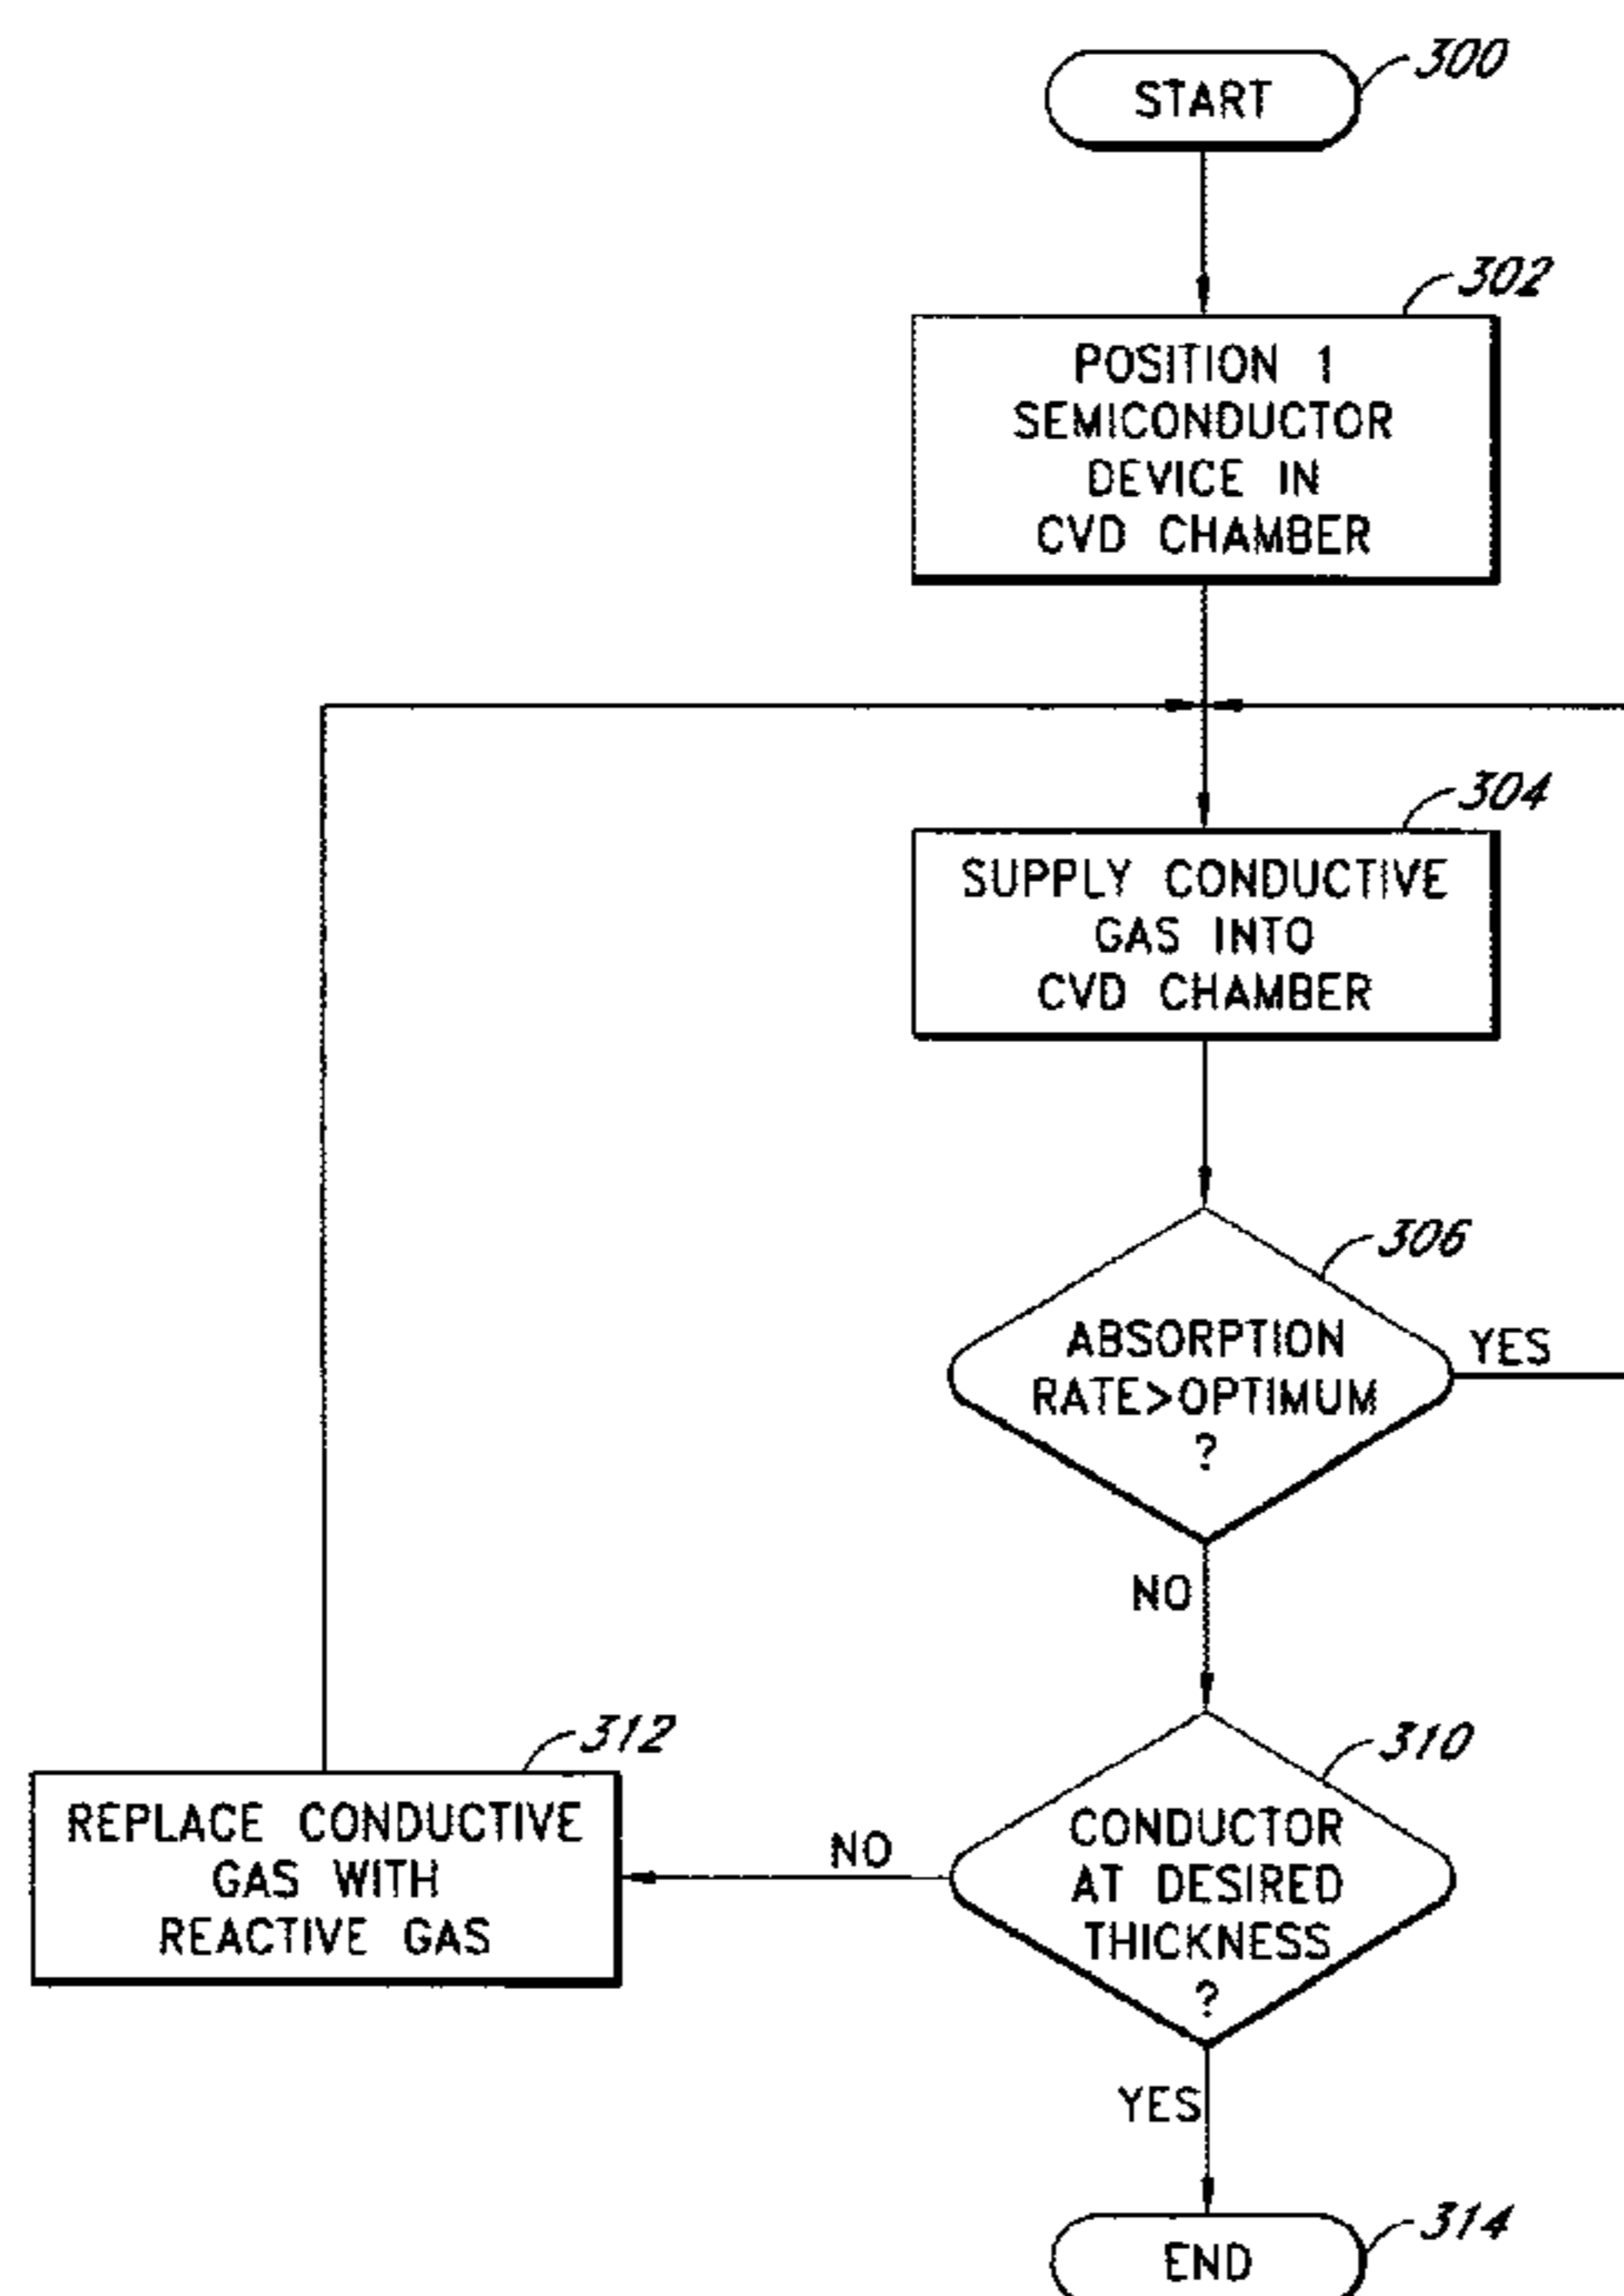 START
300
302
POSITION 1
SEMICONDUCTOR
DEVICE IN
CVD CHAMBER
304
SUPPLY CONDUCTIVE
GAS INTO
CVD CHAMBER
306
ABSORPTION
RATE>OPTIMUM
?
YES
NO
312
REPLACE CONDUCTIVE
GAS WITH
REACTIVE GAS
NO
310
CONDUCTOR
AT DESIRED
THICKNESS
?
YES
END
314